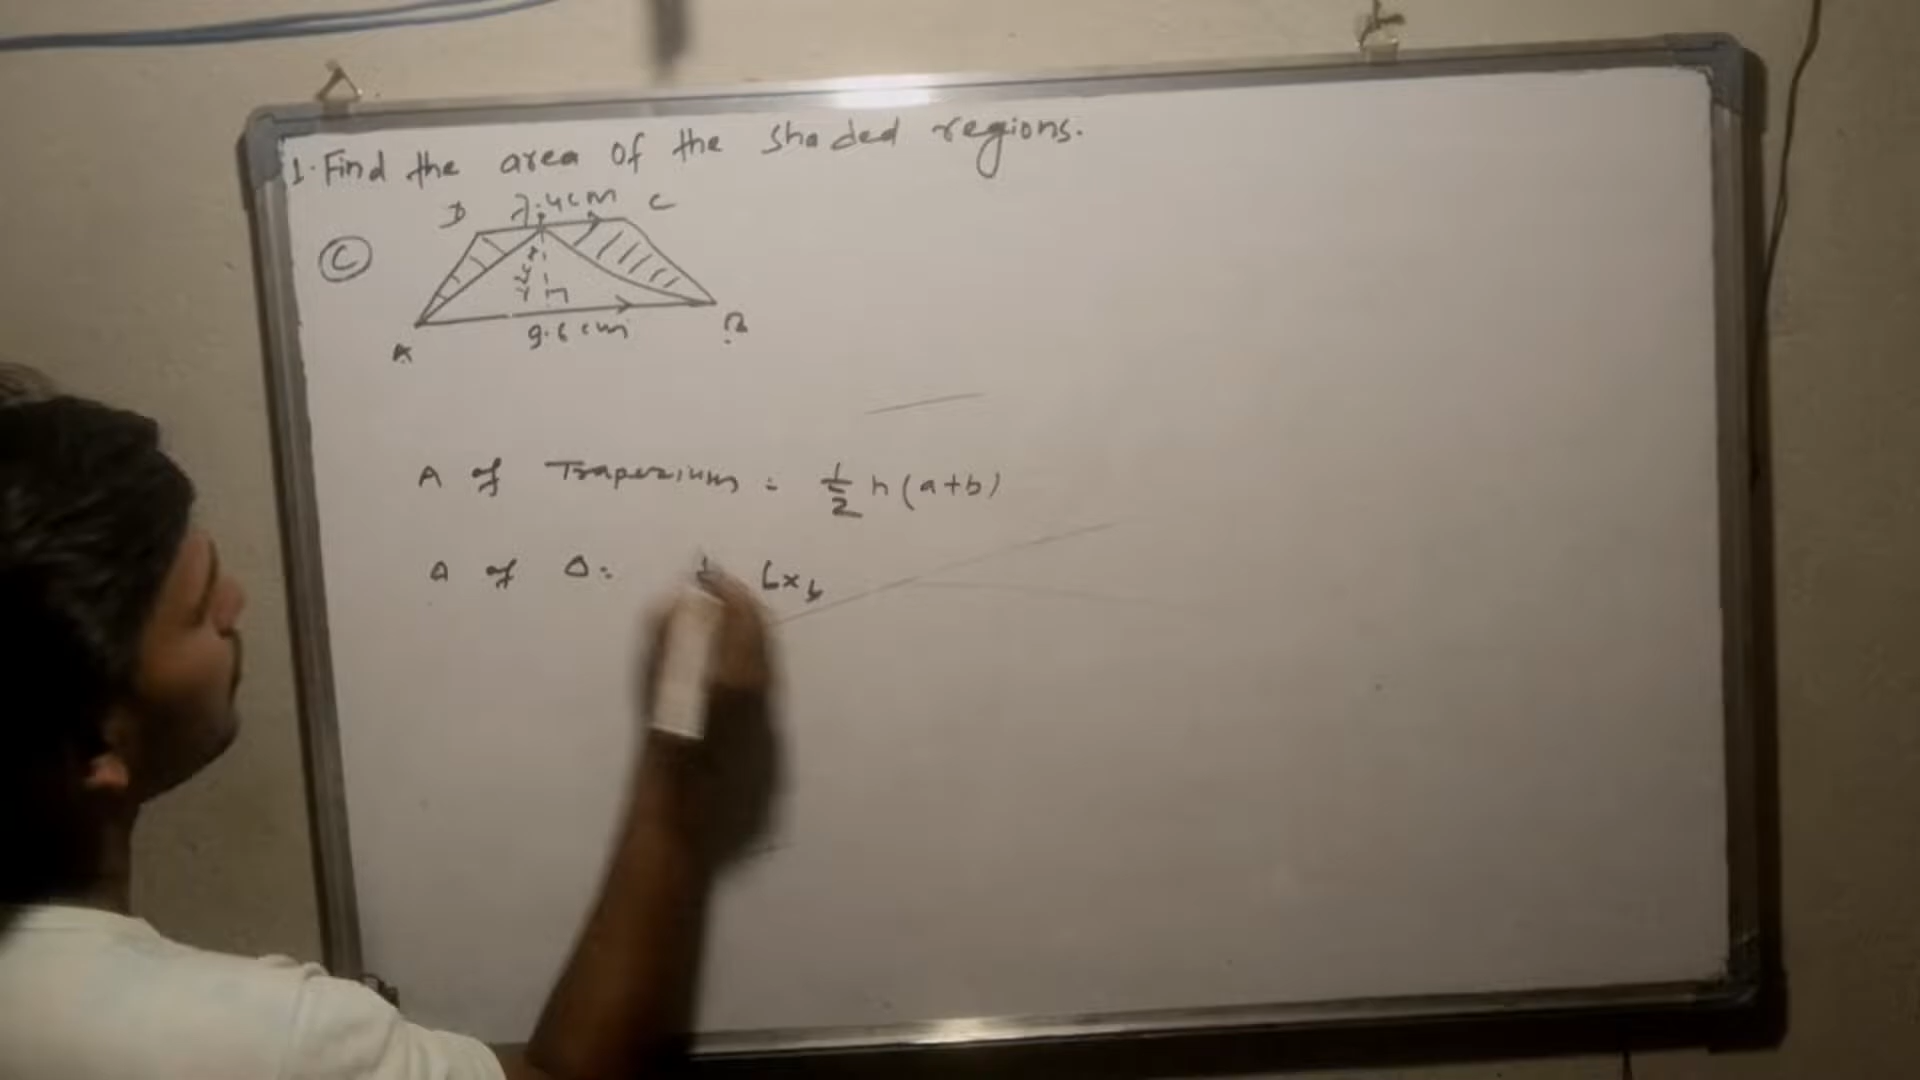 1. Find the area of the shaded regions.
D 7.4cm C
C
9.6 cm
A B
A of Trapezium = 1/2 h (a+b)
A of Δ = 1 b×h